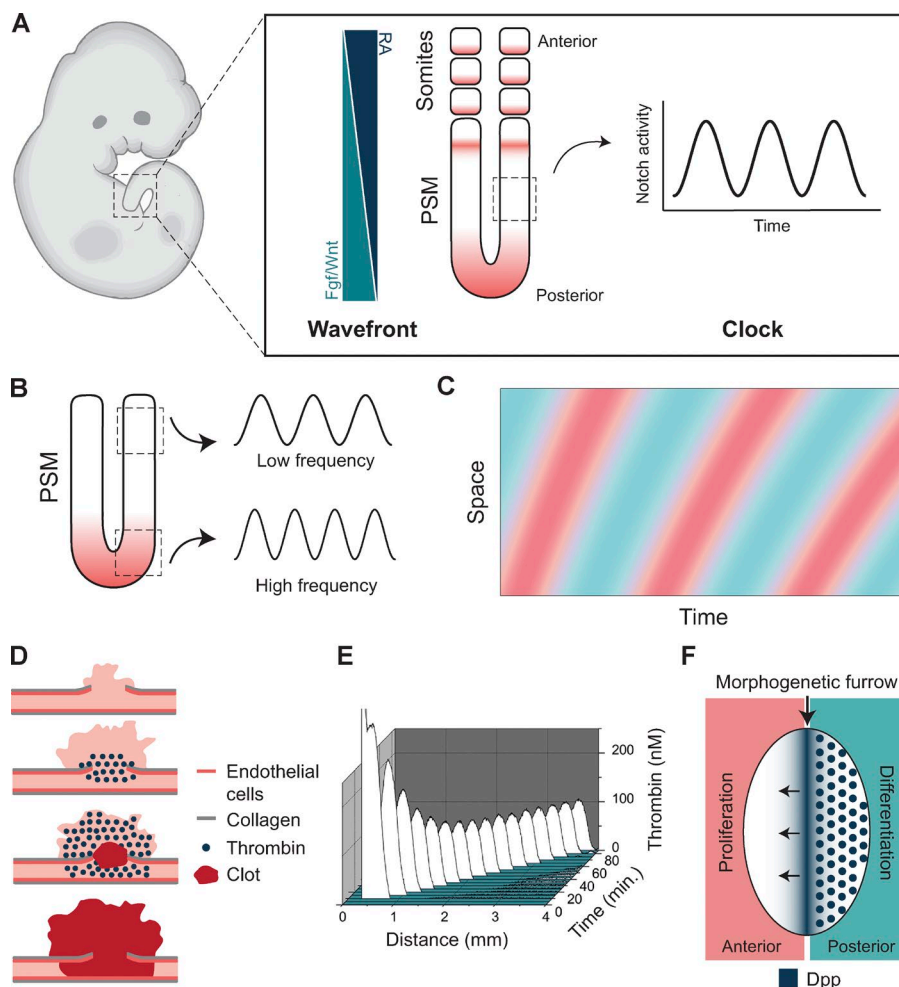 A
RA
Fgf/Wnt
Wavefront
Somites
PSM
Anterior
Posterior
Notch activity
Time
Clock
B
PSM
Low frequency
High frequency
C
Space
Time
D
Endothelial
cells
Collagen
Thrombin
Clot
E
Thrombin (nM)
200
100
0
80
60
40
20
0
Time (min.)
0
1
2
3
4
Distance (mm)
F
Morphogenetic furrow
Proliferation
Differentiation
Anterior
Posterior
Dpp